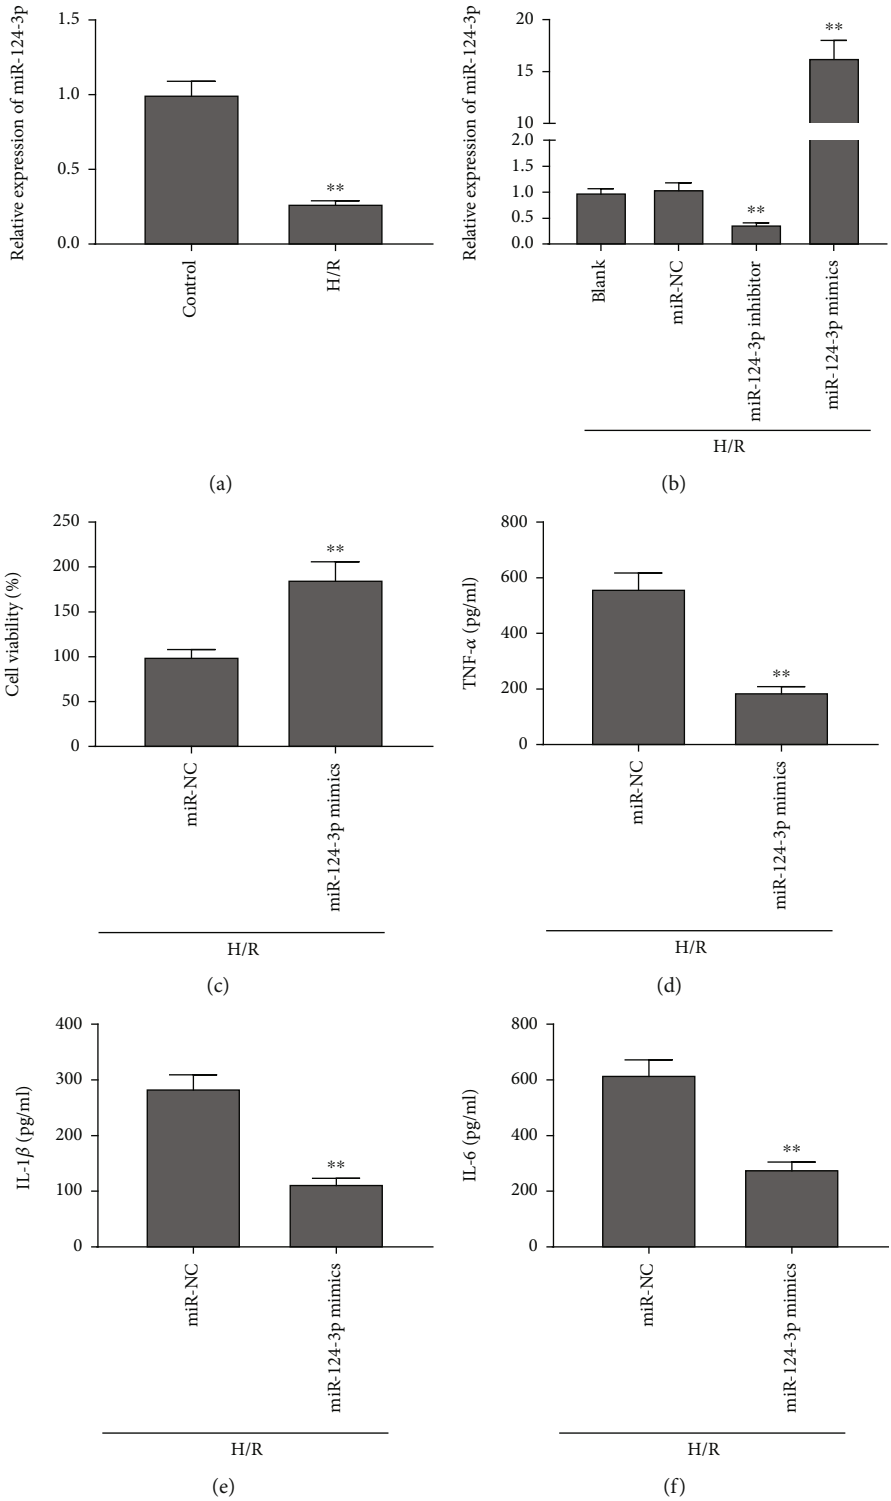 Relative expression of miR-124-3p
1.5
1.0
0.5
0.0
**
Control
H/R
(a)
Relative expression of miR-124-3p
20
15
10
2.0
1.5
1.0
0.5
0.0
**
**
Blank
miR-NC
miR-124-3p inhibitor
miR-124-3p mimics
H/R
(b)
Cell viability (%)
250
200
150
100
50
0
**
miR-NC
miR-124-3p mimics
H/R
(c)
TNF-α (pg/ml)
800
600
400
200
0
**
miR-NC
miR-124-3p mimics
H/R
(d)
IL-1β (pg/ml)
400
300
200
100
0
**
miR-NC
miR-124-3p mimics
H/R
(e)
IL-6 (pg/ml)
800
600
400
200
0
**
miR-NC
miR-124-3p mimics
H/R
(f)